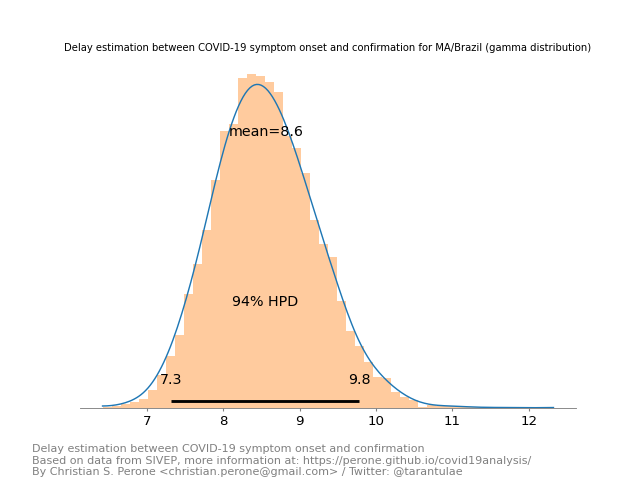 Delay estimation between COVID-19 symptom onset and confirmation for MA/Brazil (gamma distribution)
mean=8.6
94% HPD
7.3 9.8
7 8 9 10 11 12
Delay estimation between COVID-19 symptom onset and confirmation
Based on data from SIVEP, more information at: https://perone.github.io/covid19analysis/
By Christian S. Perone <christian.perone@gmail.com> / Twitter: @tarantulae